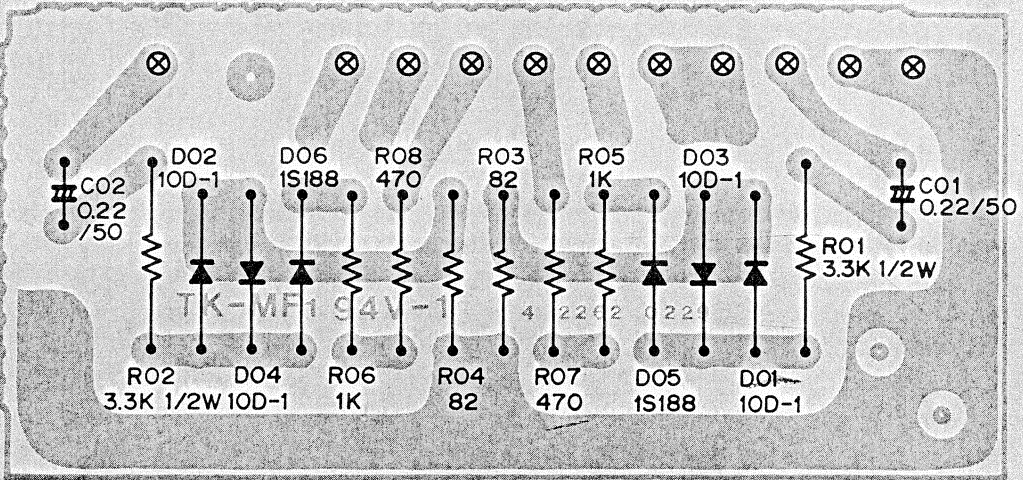 D02
10D-1
D06
1S188
R08
470
R03
82
R05
1K
D03
10D-1
C02
0.22
/50
C01
0.22/50
R01
3.3K 1/2W
TK-MF1 94V-1
R02
3.3K 1/2W
D04
10D-1
R06
1K
R04
82
R07
470
D05
1S188
D01
10D-1